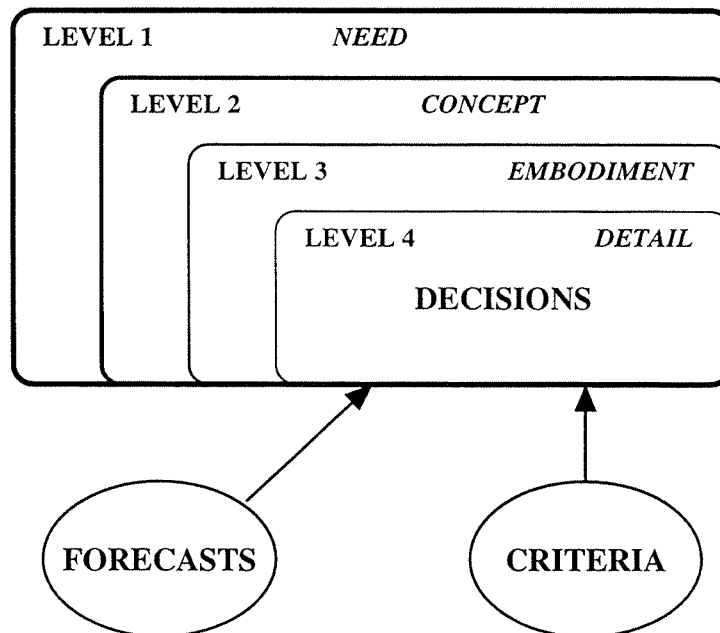 LEVEL 1 NEED
LEVEL 2 CONCEPT
LEVEL 3 EMBODIMENT
LEVEL 4 DETAIL
DECISIONS
FORECASTS CRITERIA